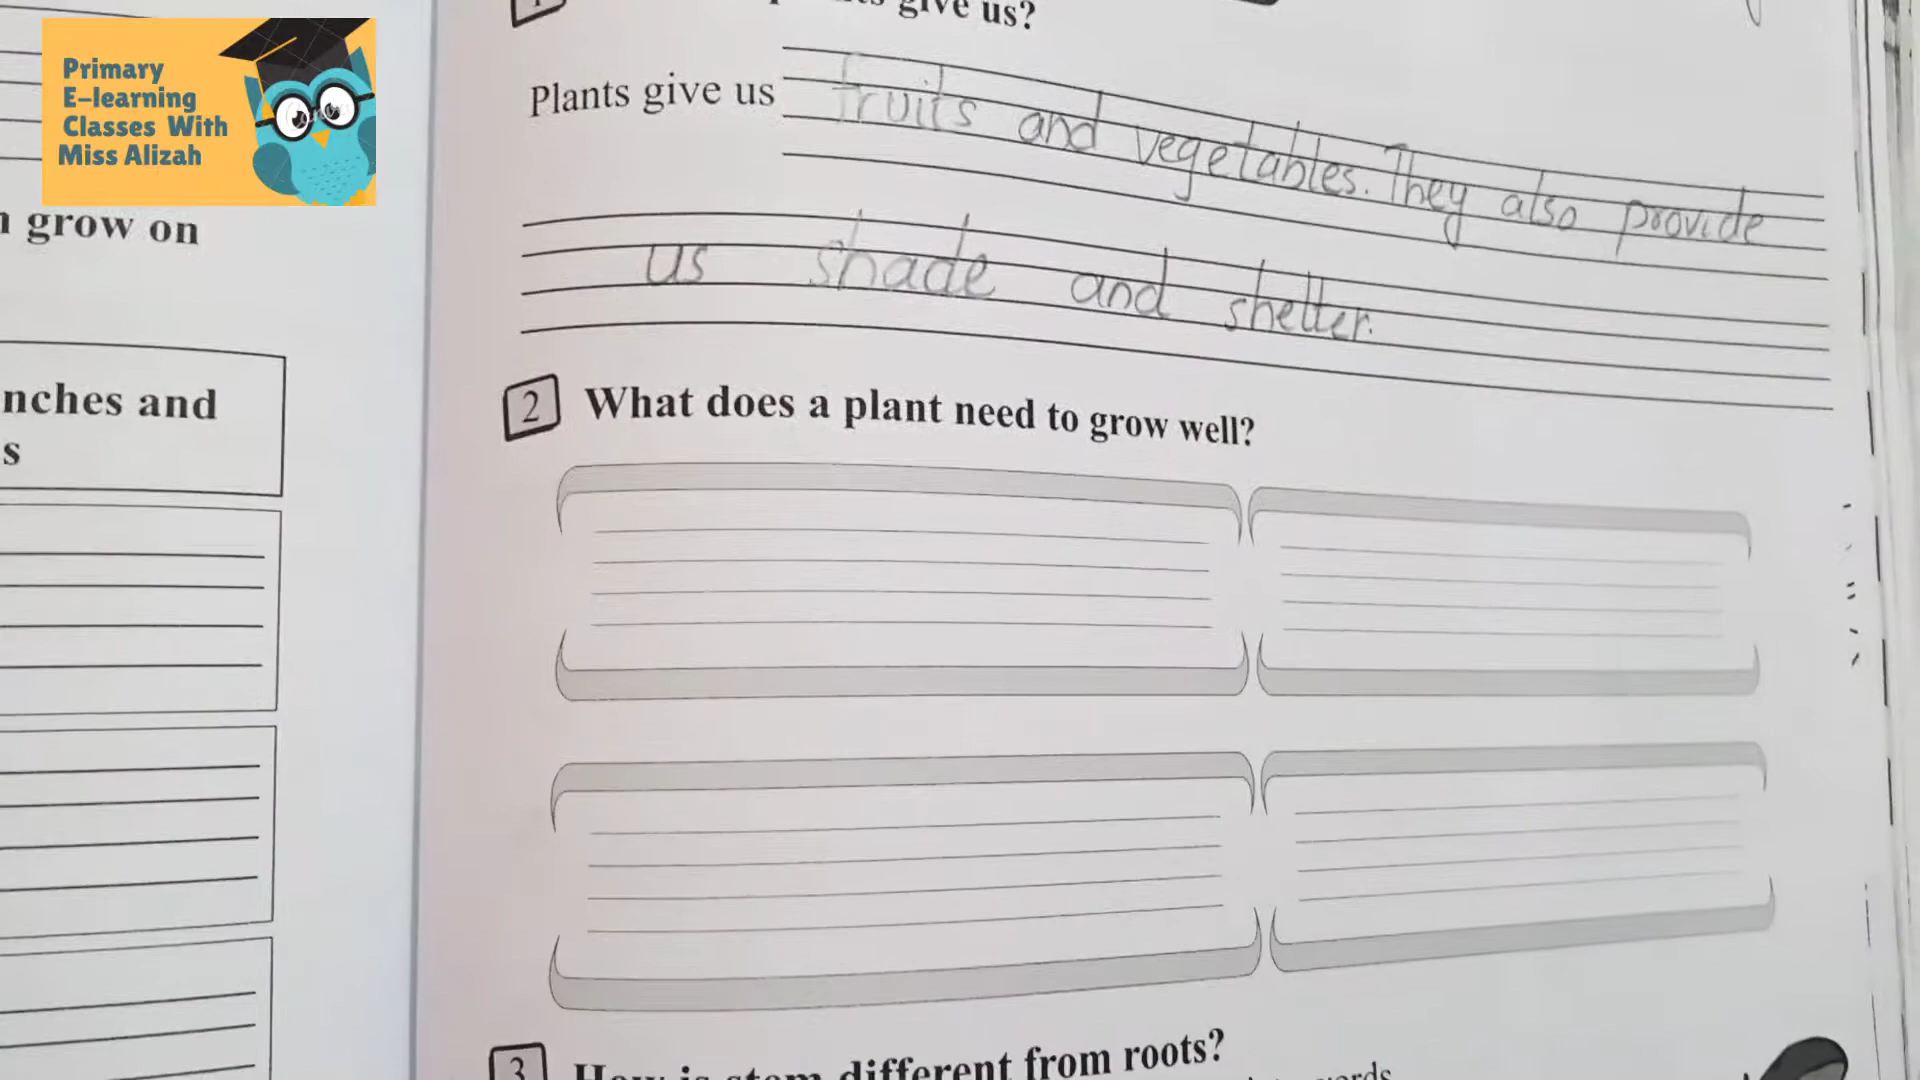 Primary
E-learning
Classes With
Miss Alizah
grow on
nches and
s
give us?
Plants give us fruits and vegetables. They also provide
us shade and shelter.
2 What does a plant need to grow well?
3 How is stem different from roots?